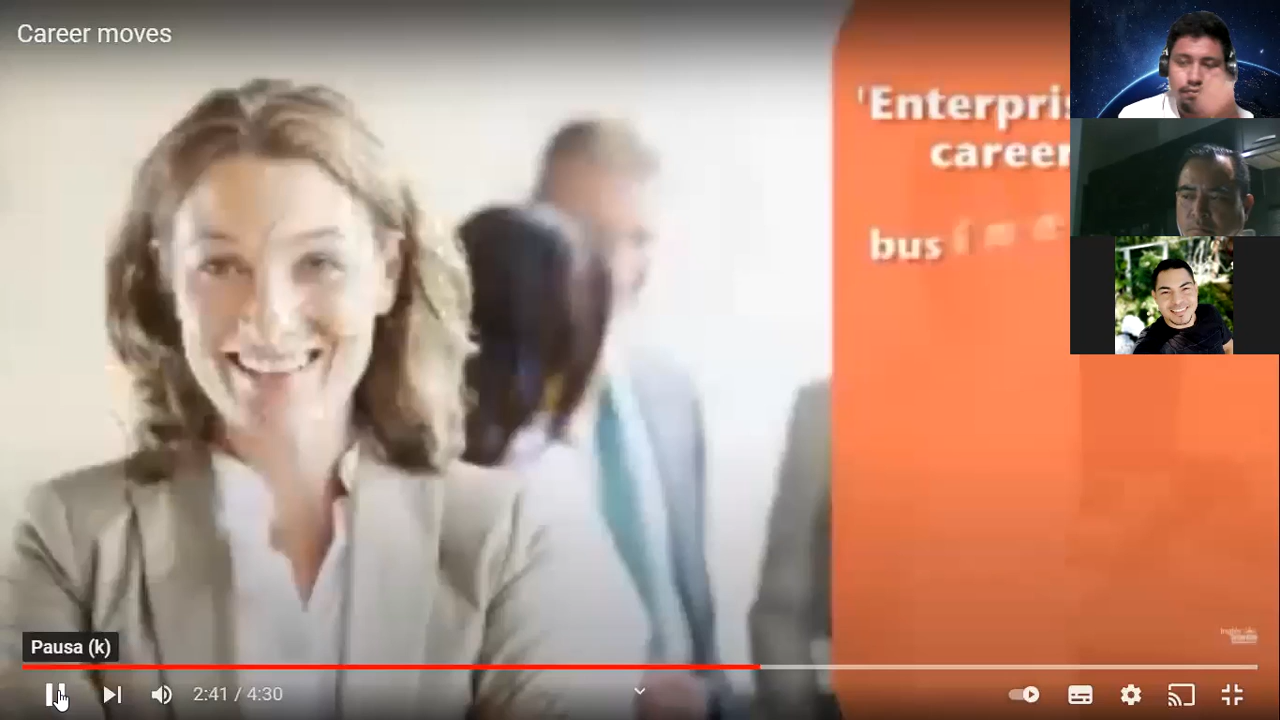 Career moves
'Enterpris
career
bus
Pausa (k)
2:41 / 4:30